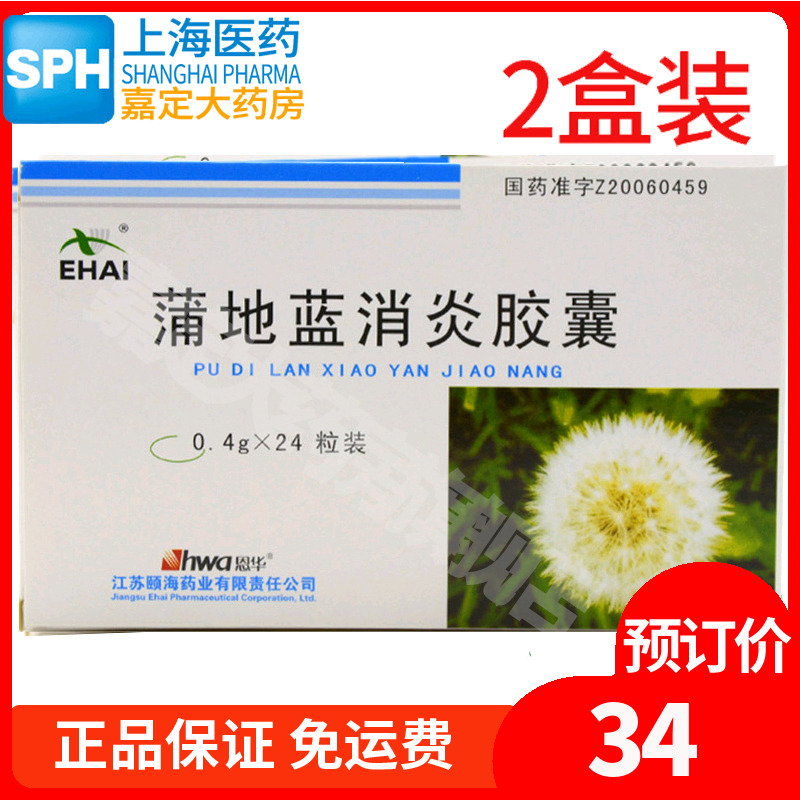 SPH
上海医药
SHANGHAI PHARMA
嘉定大药房
2盒装
国药准字Z20060459
EHAI®
蒲地蓝消炎胶囊
PU DI LAN XIAO YAN JIAO NANG
0.4g×24 粒装
hwa恩华®
江苏颐海药业有限责任公司
Jiangsu Ehai Pharmaceutical Corporation, Ltd.
预订价
正品保证 免运费
34